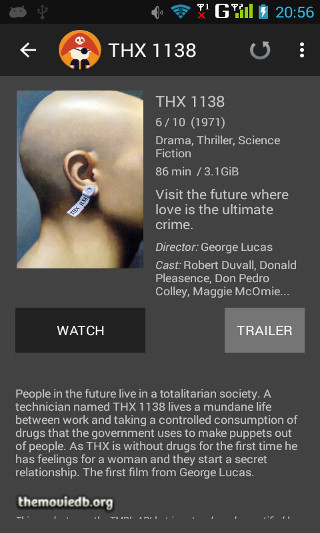 G 20:56
THX 1138
THX 1138
6 / 10 (1971)
Drama, Thriller, Science
Fiction
86 min / 3.1GiB
Visit the future where
love is the ultimate
crime.
Director: George Lucas
Cast: Robert Duvall, Donald
Pleasence, Don Pedro
Colley, Maggie McOmie...
THX 1138
WATCH
TRAILER
People in the future live in a totalitarian society. A
technician named THX 1138 lives a mundane life
between work and taking a controlled consumption of
drugs that the government uses to make puppets out
of people. As THX is without drugs for the first time he
has feelings for a woman and they start a secret
relationship. The first film from George Lucas.
themoviedb.org